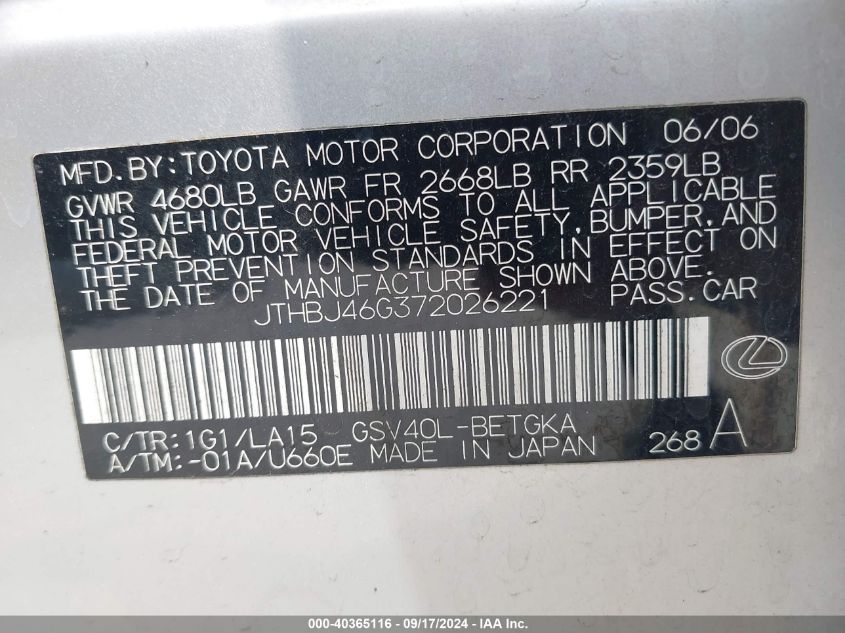 MFD. BY: TOYOTA MOTOR CORPORATION 06/06
GVWR 4680LB GAWR FR 2668LB RR 2359LB
THIS VEHICLE CONFORMS TO ALL APPLICABLE
FEDERAL MOTOR VEHICLE SAFETY, BUMPER, AND
THEFT PREVENTION STANDARDS IN EFFECT ON
THE DATE OF MANUFACTURE SHOWN ABOVE.
JTHBJ46G372026221 PASS. CAR
C/TR: 1G1/LA15 GSV40L-BETGKA
A/TM: -01A/U660E MADE IN JAPAN 268 A
000-40365116 - 09/17/2024 - IAA Inc.